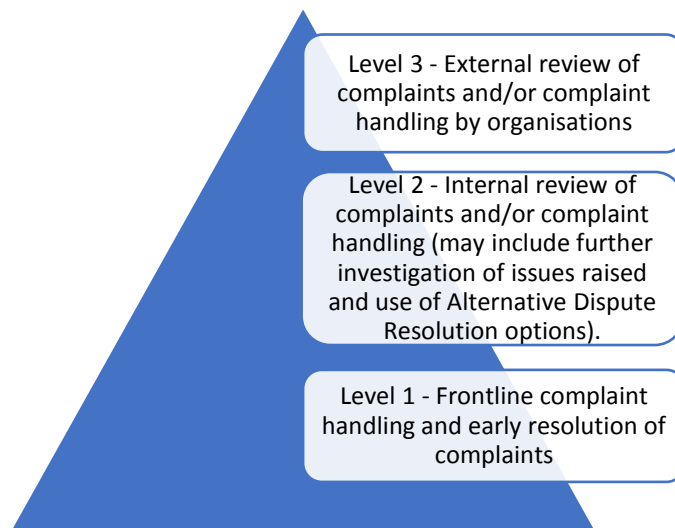 Level 3 - External review of
complaints and/or complaint
handling by organisations
Level 2 - Internal review of
complaints and/or complaint
handling (may include further
investigation of issues raised
and use of Alternative Dispute
Resolution options).
Level 1 - Frontline complaint
handling and early resolution of
complaints